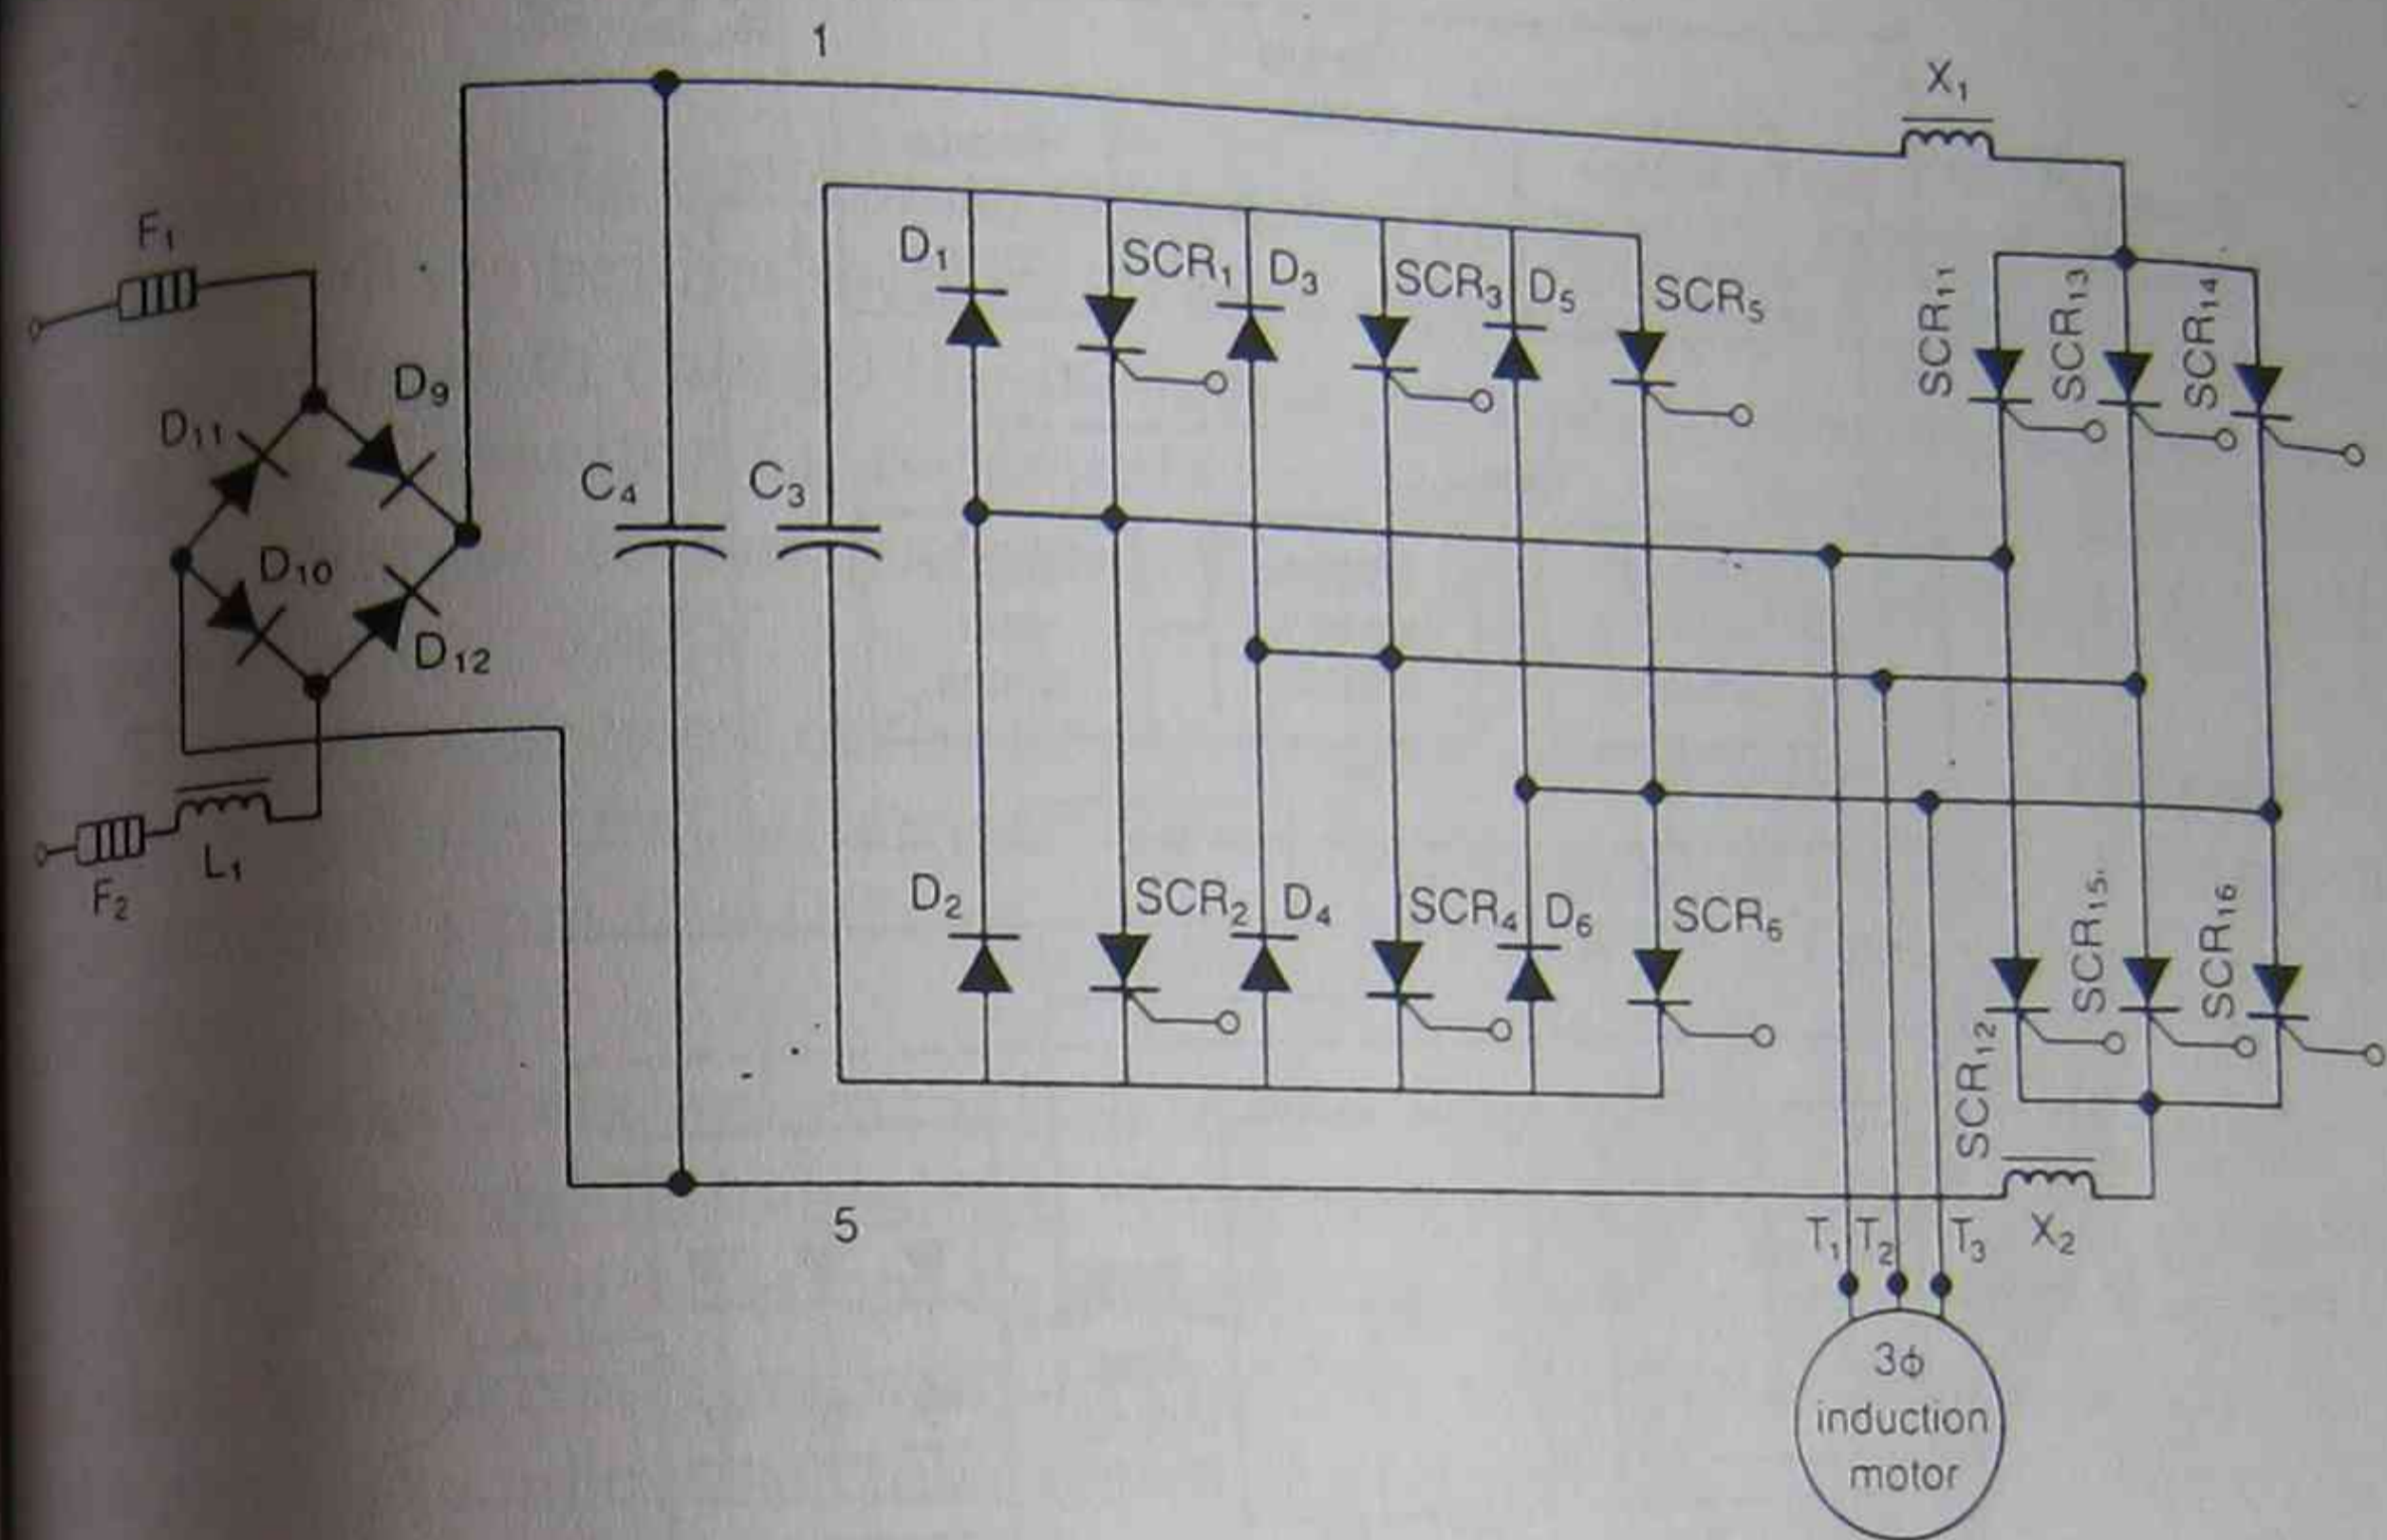 1
X₁
F₁
D₁
SCR₁
D₃
SCR₃
D₅
SCR₅
SCR₁₁
SCR₁₃
SCR₁₄
D₉
D₁₁
C₄
C₃
D₁₀
D₁₂
L₁
F₂
D₂
SCR₂
D₄
SCR₄
D₆
SCR₆
SCR₁₂
SCR₁₅
SCR₁₆
5
T₁
T₂
T₃
X₂
3ϕ
induction
motor